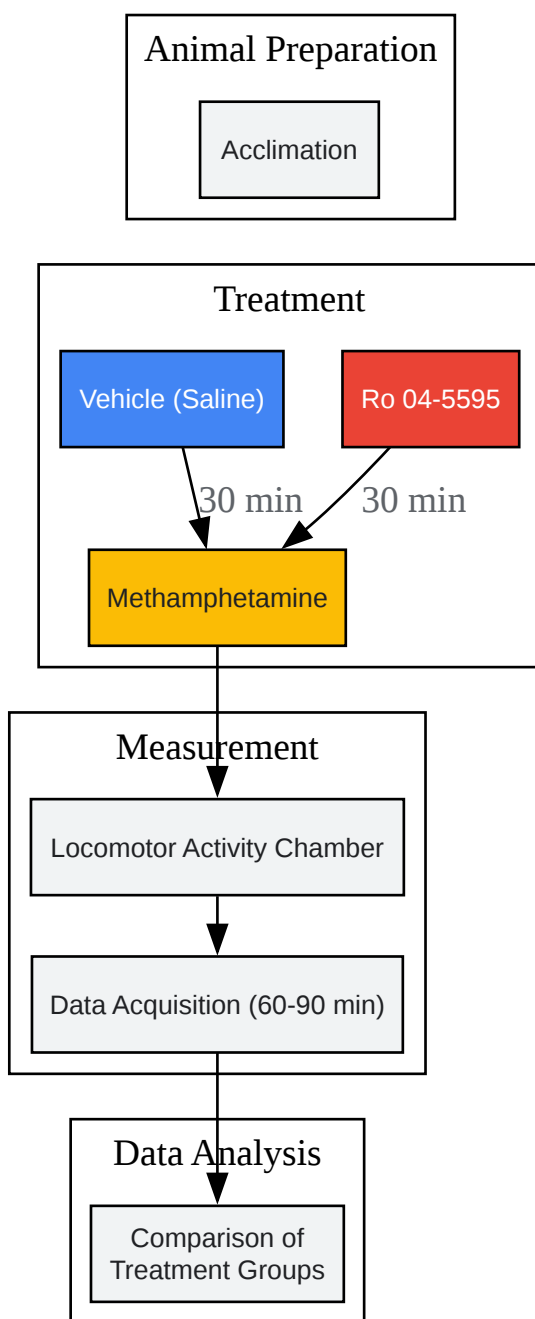 Animal Preparation
Acclimation
Treatment
Vehicle (Saline)
Ro 04-5595
30 min
30 min
Methamphetamine
Measurement
Locomotor Activity Chamber
Data Acquisition (60-90 min)
Data Analysis
Comparison of
Treatment Groups